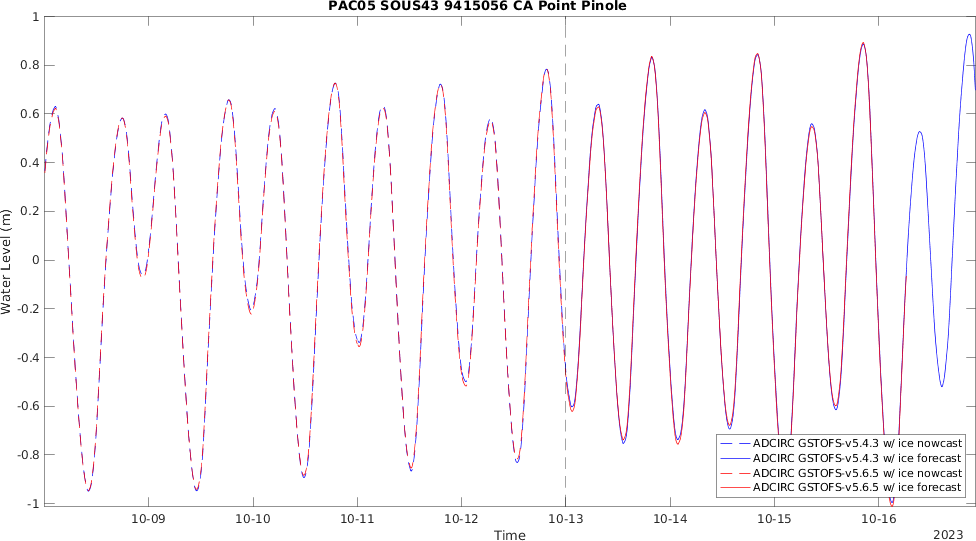 PAC05 SOUS43 9415056 CA Point Pinole
Water Level (m)
1
0.8
0.6
0.4
0.2
0
-0.2
-0.4
-0.6
-0.8
-1
ADCIRC GSTOFS-v5.4.3 w/ ice nowcast
ADCIRC GSTOFS-v5.4.3 w/ ice forecast
ADCIRC GSTOFS-v5.6.5 w/ ice nowcast
ADCIRC GSTOFS-v5.6.5 w/ ice forecast
10-09 10-10 10-11 10-12 10-13 10-14 10-15 10-16
Time
2023